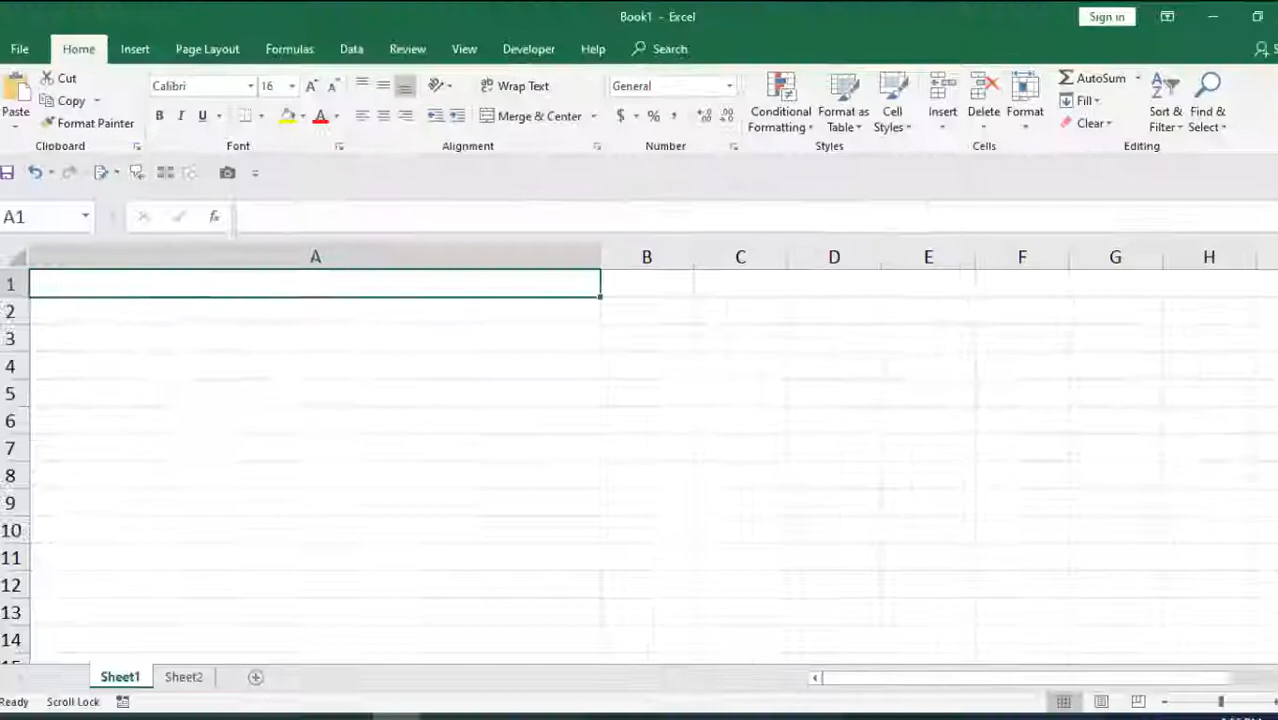 Book1 - Excel
Sign in
File Home Insert Page Layout Formulas Data Review View Developer Help Search
Paste
Cut
Copy
Format Painter
Clipboard
Calibri 16
B I U
Font
Wrap Text
Merge & Center
Alignment
General
$ % ,
Number
Conditional Formatting
Format as Table
Cell Styles
Styles
Insert Delete Format
Cells
AutoSum
Fill
Clear
Sort & Filter
Find & Select
Editing
A1 fx
A B C D E F G H
1
2
3
4
5
6
7
8
9
10
11
12
13
14
Sheet1 Sheet2
Ready Scroll Lock